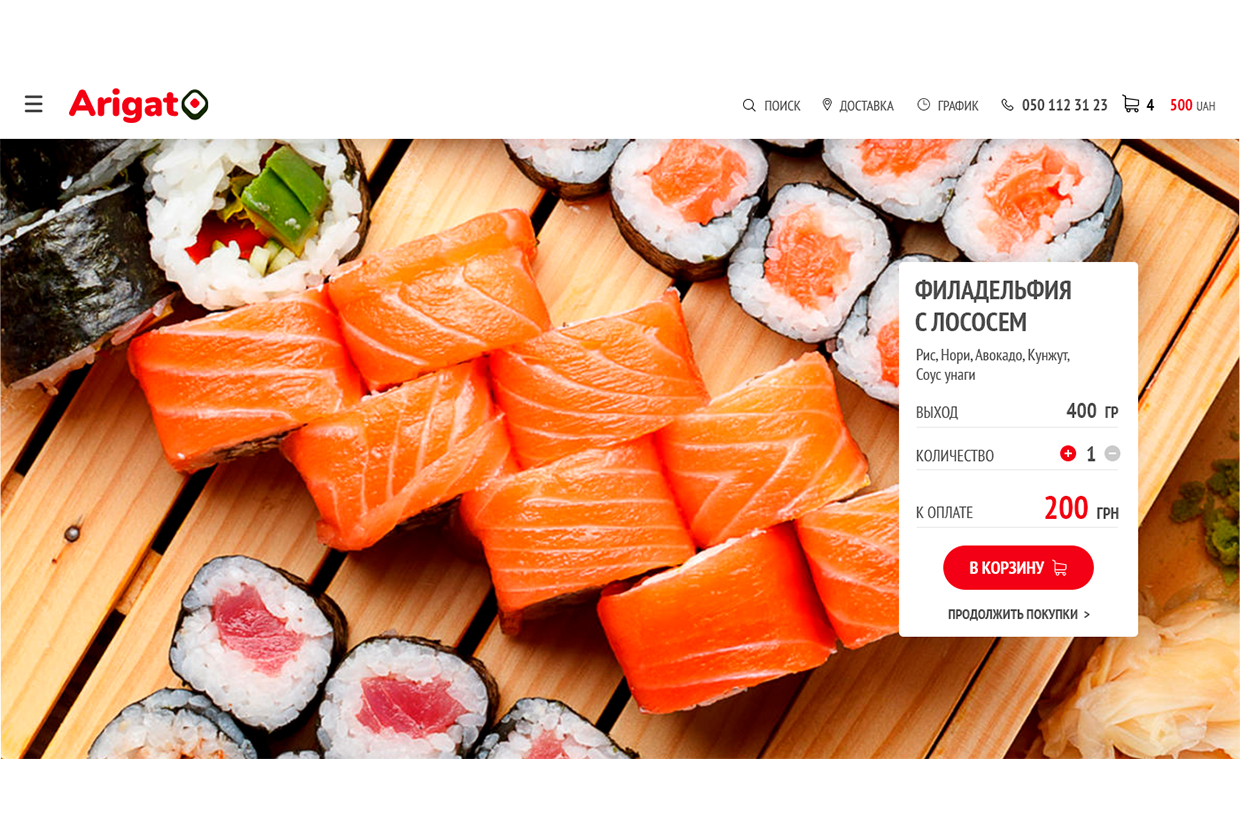 Arigato
ПОИСК
ДОСТАВКА
ГРАФИК
050 112 31 23
4
500 UAH
ФИЛАДЕЛЬФИЯ
С ЛОСОСЕМ
Рис, Нори, Авокадо, Кунжут,
Соус унаги
ВЫХОД 400 ГР
КОЛИЧЕСТВО + 1 −
К ОПЛАТЕ 200 ГРН
В КОРЗИНУ
ПРОДОЛЖИТЬ ПОКУПКИ >